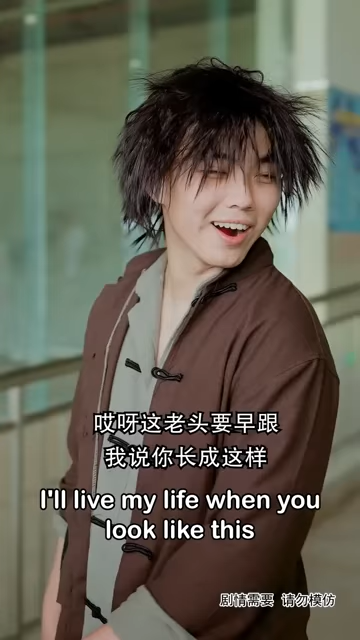 哎呀这老头要早跟
我说你长成这样
I'll live my life when you
look like this
剧情需要 请勿模仿